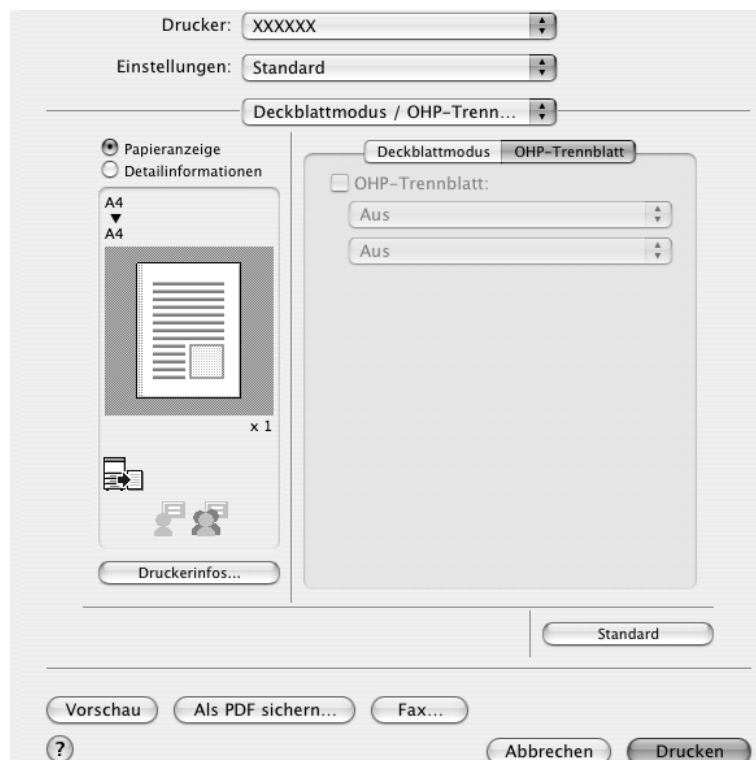 Drucker: XXXXXX
Einstellungen: Standard
Deckblattmodus / OHP-Trenn...
Papieranzeige
Detailinformationen
A4
A4
x 1
Druckerinfos...
Deckblattmodus OHP-Trennblatt
OHP-Trennblatt:
Aus
Aus
Standard
Vorschau Als PDF sichern... Fax...
? Abbrechen Drucken